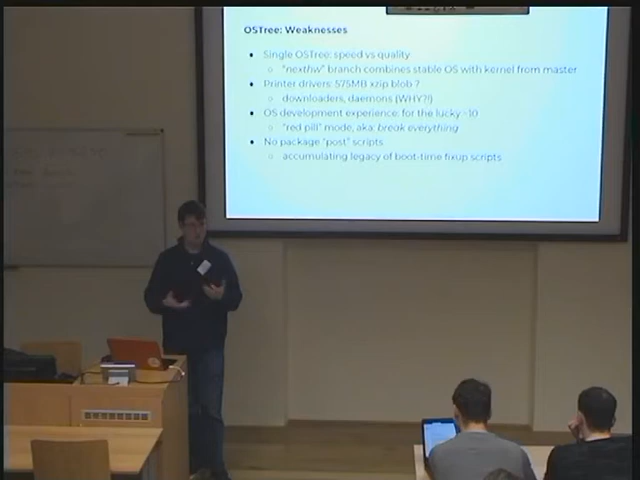 OSTree: Weaknesses
• Single OSTree: speed vs quality
○ "nexthw" branch combines stable OS with kernel from master
• Printer drivers: 575MB xzip blob ?
○ downloaders, daemons (WHY?!)
• OS development experience: for the lucky ~10
○ "red pill" mode, aka: break everything
• No package "post" scripts
○ accumulating legacy of boot-time fixup scripts